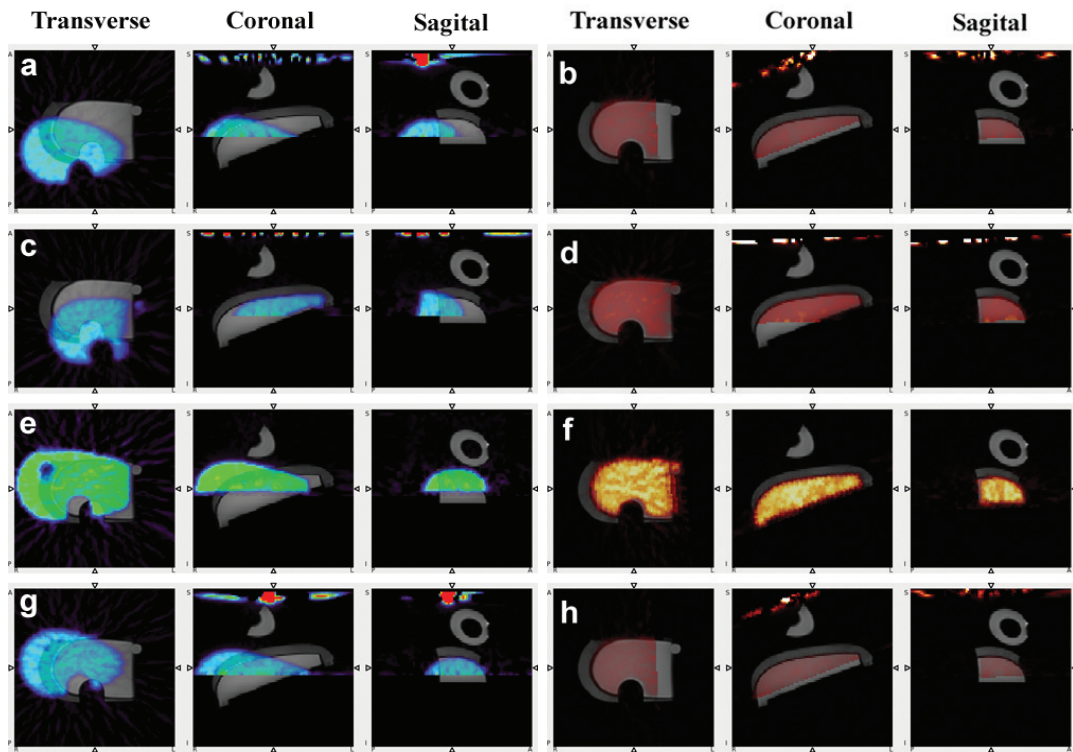 Transverse Coronal Sagital Transverse Coronal Sagital
a b
A S S A S S
P I I P I I
R L R L P A R L R L P A
c d
A S S A S S
P I I P I I
R L R L P A R L R L P A
e f
A S S A S S
P I I P I I
R L R L P A R L R L P A
g h
A S S A S S
P I I P I I
R L R L P A R L R L P A